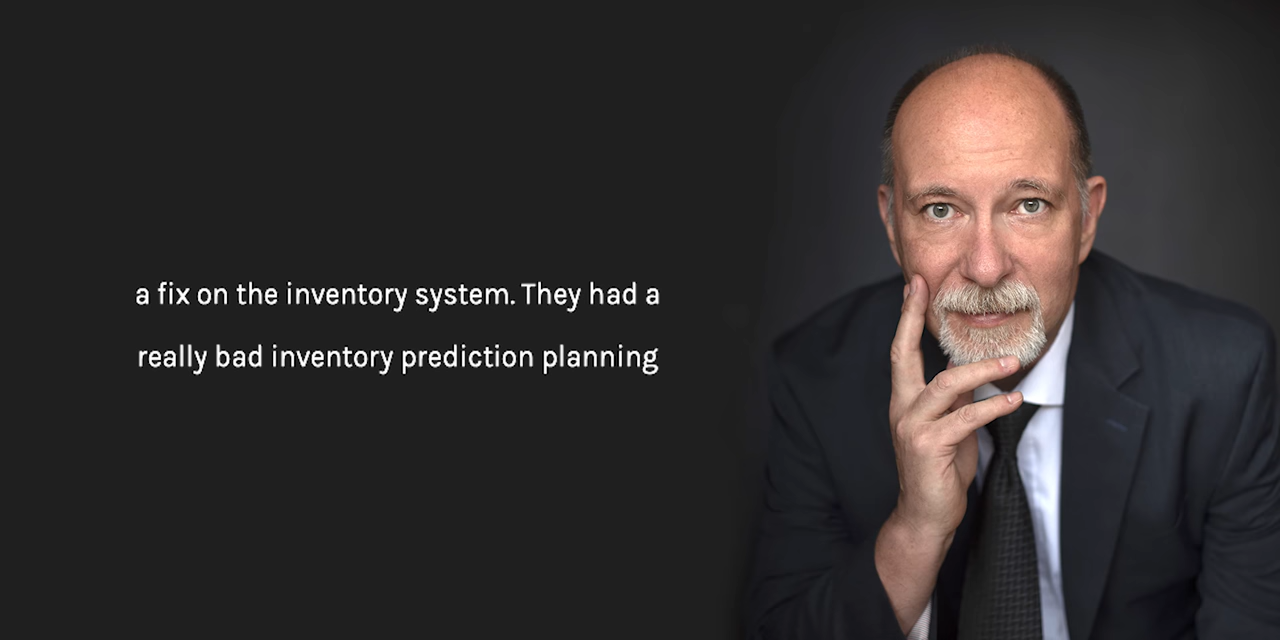 a fix on the inventory system. They had a
really bad inventory prediction planning